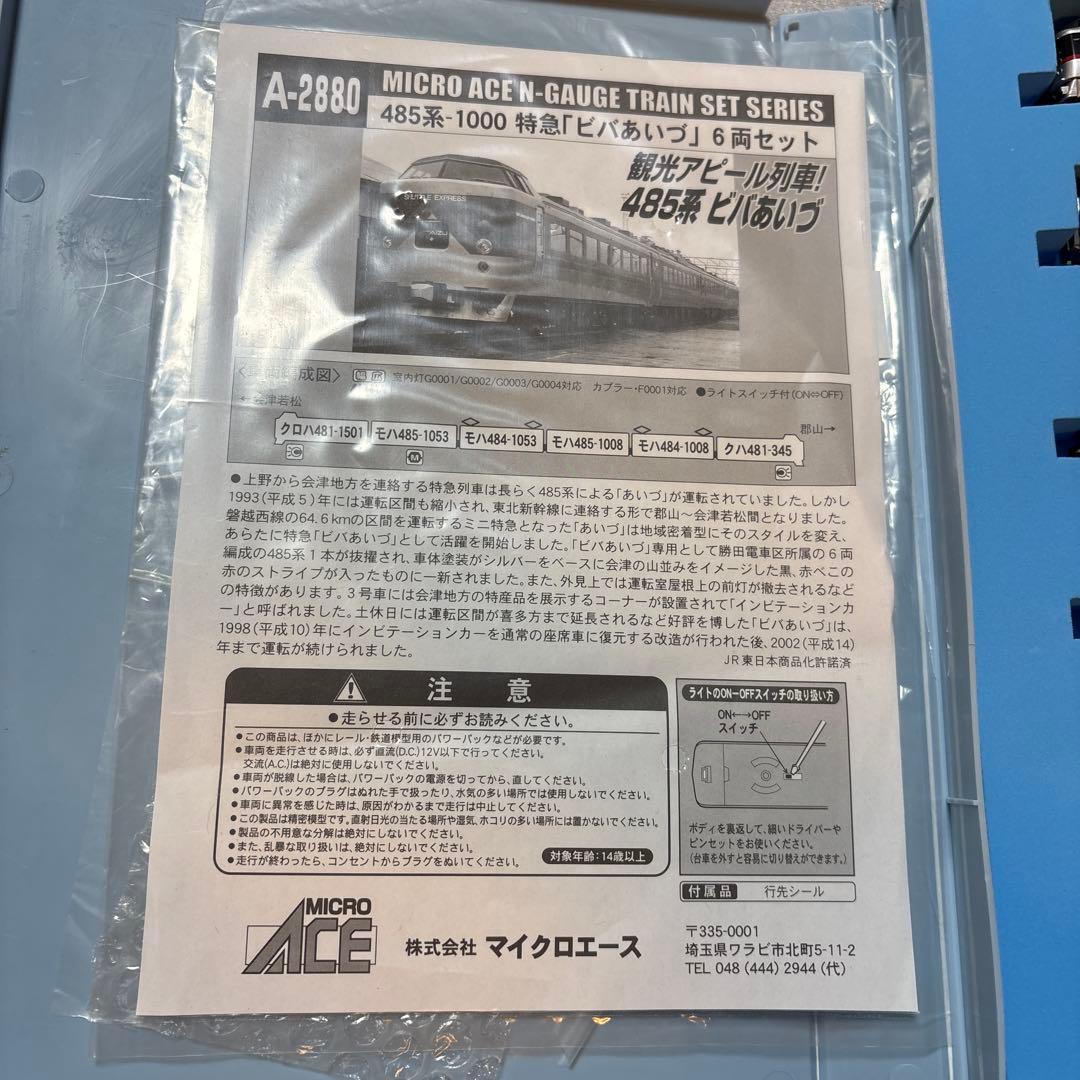 A-2880
MICRO ACE N-GAUGE TRAIN SET SERIES
485系-1000 特急「ビバあいづ」6両セット
観光アピール列車!
485系 ビバあいづ
SHUTTLE EXPRESS
AIZU
成図〉 室内灯G0001/G0002/G0003/G0004対応 カプラー・F0001対応 ●ライトスイッチ付(ON⇔OFF)
←会津若松
郡山→
クロハ481-1501 モハ485-1053 モハ484-1053 モハ485-1008 モハ484-1008 クハ481-345
M
●上野から会津地方を連絡する特急列車は長らく485系による「あいづ」が運転されていました。しかし
1993(平成5)年には運転区間も縮小され、東北新幹線に連絡する形で郡山〜会津若松間となりました。
磐越西線の64.6kmの区間を運転するミニ特急となった「あいづ」は地域密着型にそのスタイルを変え、
あらたに特急「ビバあいづ」として活躍を開始しました。「ビバあいづ」専用として勝田電車区所属の6両
編成の485系1本が抜擢され、車体塗装がシルバーをベースに会津の山並みをイメージした黒、赤べこの
赤のストライプが入ったものに一新されました。また、外見上では運転室屋根上の前灯が撤去されるなど
の特徴があります。3号車には会津地方の特産品を展示するコーナーが設置されて「インビテーションカ
ー」と呼ばれました。土休日には運転区間が喜多方まで延長されるなど好評を博した「ビバあいづ」は、
1998(平成10)年にインビテーションカーを通常の座席車に復元する改造が行われた後、2002(平成14)
年まで運転が続けられました。
JR東日本商品化許諾済
注意
●走らせる前に必ずお読みください。
●この商品は、ほかにレール・鉄道模型用のパワーパックなどが必要です。
●車両を走行させる時は、必ず直流(D.C.)12V以下で行ってください。
交流(A.C.)は絶対に使用しないでください。
●車両が脱線した場合は、パワーパックの電源を切ってから、直してください。
●パワーパックのプラグはぬれた手で扱ったり、水気の多い場所では使用しないでください。
●車両に異常を感じた時は、原因がわかるまで走行は中止してください。
●この製品は精密模型です。直射日光の当たる場所や湿気、ホコリの多い場所には置かないでください。
●製品の不用意な分解は絶対にしないでください。
●また、乱暴な取り扱いは、絶対にしないでください。
●走行が終わったら、コンセントからプラグをぬいてください。
対象年齢:14歳以上
ライトのON-OFFスイッチの取り扱い方
ON←→OFF
スイッチ
ボディを裏返して、細いドライバーや
ピンセットをお使いください。
(台車を外すと容易に切り替えができます。)
付属品 行先シール
MICRO
ACE
株式会社 マイクロエース
〒335-0001
埼玉県ワラビ市北町5-11-2
TEL 048 (444) 2944 (代)